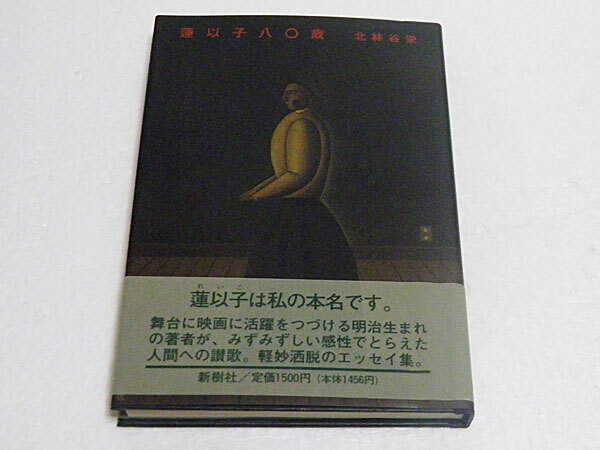 蓮以子八〇歳 北林谷栄
れいこ
蓮以子は私の本名です。
舞台に映画に活躍をつづける明治生まれ
の著者が、みずみずしい感性でとらえた
人間への讃歌。軽妙洒脱のエッセイ集。
新樹社／定価1500円（本体1456円）